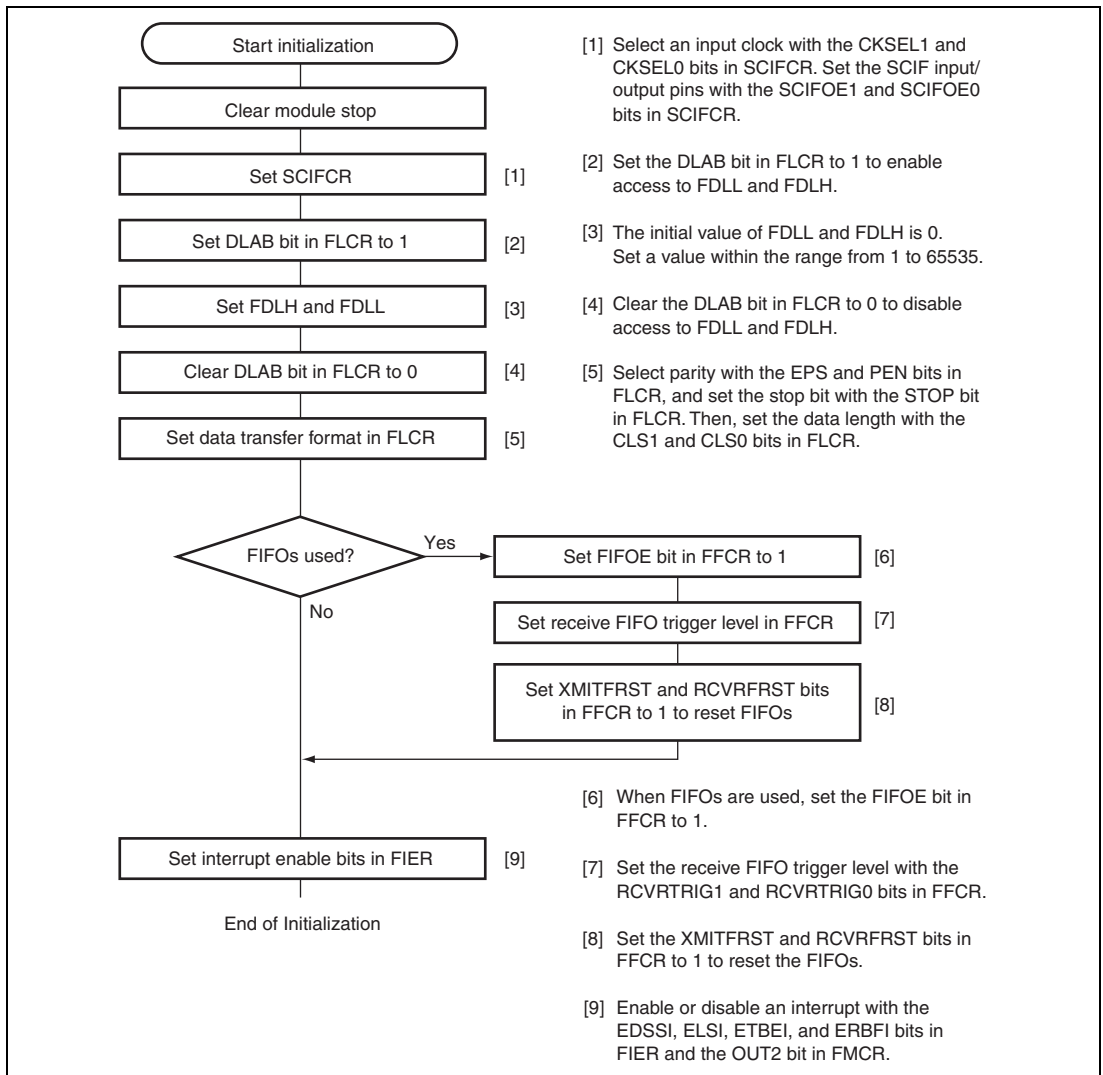 Start initialization
Clear module stop
Set SCIFCR
[1]
Set DLAB bit in FLCR to 1
[2]
Set FDLH and FDLL
[3]
Clear DLAB bit in FLCR to 0
[4]
Set data transfer format in FLCR
[5]
[1] Select an input clock with the CKSEL1 and
CKSEL0 bits in SCIFCR. Set the SCIF input/
output pins with the SCIFOE1 and SCIFOE0
bits in SCIFCR.
[2] Set the DLAB bit in FLCR to 1 to enable
access to FDLL and FDLH.
[3] The initial value of FDLL and FDLH is 0.
Set a value within the range from 1 to 65535.
[4] Clear the DLAB bit in FLCR to 0 to disable
access to FDLL and FDLH.
[5] Select parity with the EPS and PEN bits in
FLCR, and set the stop bit with the STOP bit
in FLCR. Then, set the data length with the
CLS1 and CLS0 bits in FLCR.
FIFOs used?
Yes
No
Set FIFOE bit in FFCR to 1
[6]
Set receive FIFO trigger level in FFCR
[7]
Set XMITFRST and RCVRFRST bits
in FFCR to 1 to reset FIFOs
[8]
Set interrupt enable bits in FIER
[9]
End of Initialization
[6] When FIFOs are used, set the FIFOE bit in
FFCR to 1.
[7] Set the receive FIFO trigger level with the
RCVRTRIG1 and RCVRTRIG0 bits in FFCR.
[8] Set the XMITFRST and RCVRFRST bits in
FFCR to 1 to reset the FIFOs.
[9] Enable or disable an interrupt with the
EDSSI, ELSI, ETBEI, and ERBFI bits in
FIER and the OUT2 bit in FMCR.